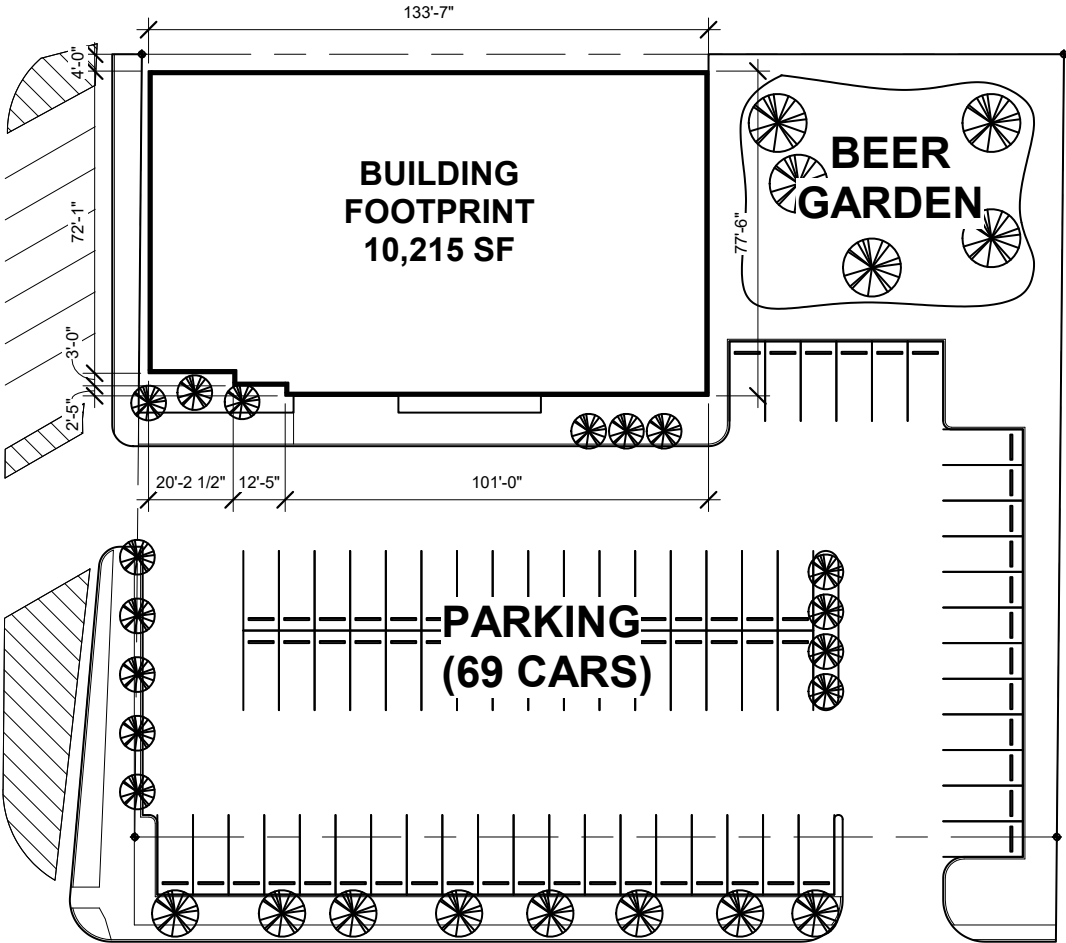 133'-7"
4'-0"
BUILDING
FOOTPRINT
10,215 SF
BEER
GARDEN
72'-1"
77'-6"
3'-0"
2'-5"
20'-2 1/2"
12'-5"
101'-0"
PARKING
(69 CARS)